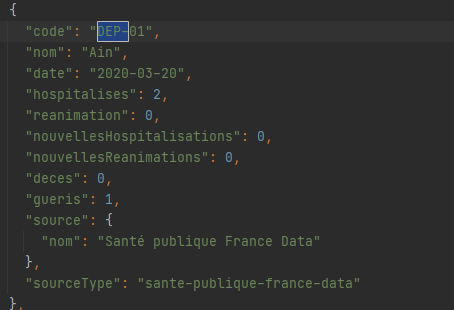 {
"code": "DEP-01",
"nom": "Ain",
"date": "2020-03-20",
"hospitalises": 2,
"reanimation": 0,
"nouvellesHospitalisations": 0,
"nouvellesReanimations": 0,
"deces": 0,
"gueris": 1,
"source": {
"nom": "Santé publique France Data"
},
"sourceType": "sante-publique-france-data"
},